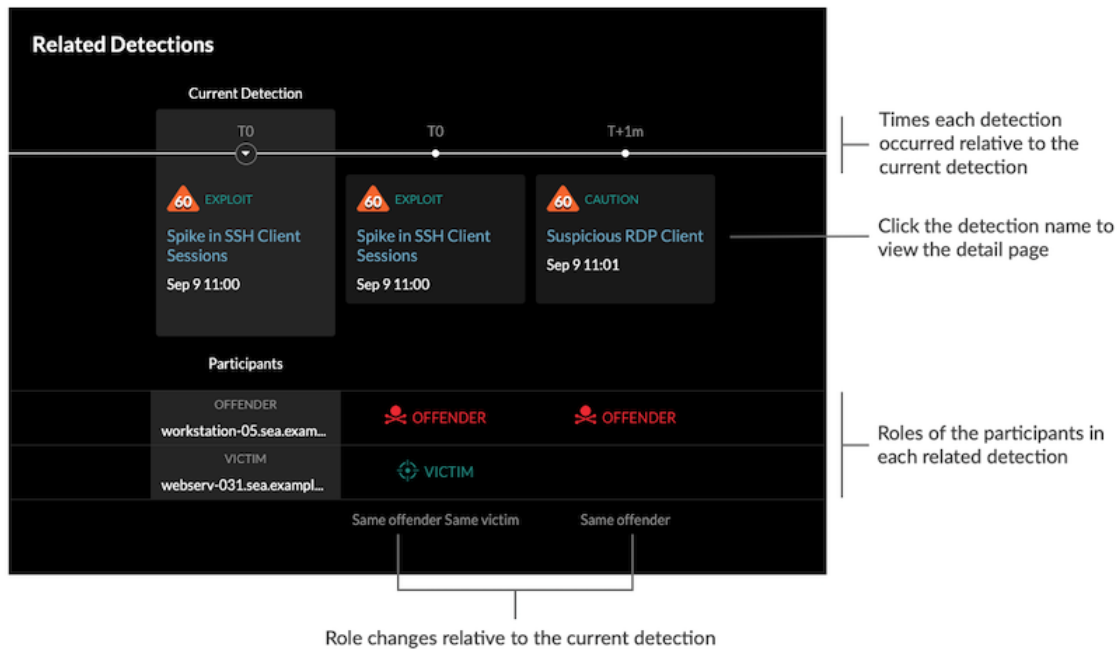 Related Detections
Current Detection
T0
T0
T+1m
Times each detection
occurred relative to the
current detection
60 EXPLOIT
60 EXPLOIT
60 CAUTION
Spike in SSH Client
Sessions
Sep 9 11:00
Spike in SSH Client
Sessions
Sep 9 11:00
Suspicious RDP Client
Sep 9 11:01
Click the detection name to
view the detail page
Participants
OFFENDER
workstation-05.sea.exam...
OFFENDER
OFFENDER
VICTIM
webserv-031.sea.exampl...
VICTIM
Roles of the participants in
each related detection
Same offender Same victim
Same offender
Role changes relative to the current detection